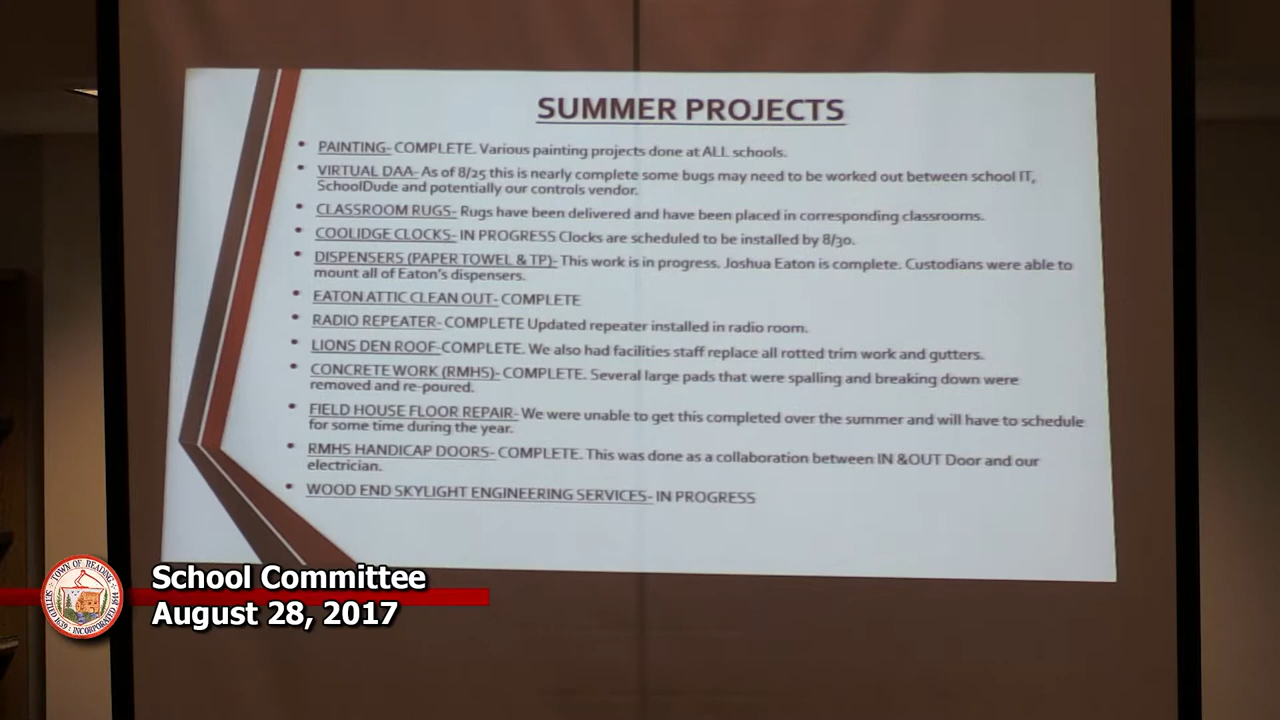 SUMMER PROJECTS
• PAINTING- COMPLETE. Various painting projects done at ALL schools.
• VIRTUAL DAA- As of 8/25 this is nearly complete some bugs may need to be worked out between school IT,
SchoolDude and potentially our controls vendor.
• CLASSROOM RUGS- Rugs have been delivered and have been placed in corresponding classrooms.
• COOLIDGE CLOCKS- IN PROGRESS Clocks are scheduled to be installed by 8/30.
• DISPENSERS (PAPER TOWEL & TP)- This work is in progress. Joshua Eaton is complete. Custodians were able to
mount all of Eaton's dispensers.
• EATON ATTIC CLEAN OUT- COMPLETE
• RADIO REPEATER- COMPLETE Updated repeater installed in radio room.
• LIONS DEN ROOF-COMPLETE. We also had facilities staff replace all rotted trim work and gutters.
• CONCRETE WORK (RMHS)- COMPLETE. Several large pads that were spalling and breaking down were
removed and re-poured.
• FIELD HOUSE FLOOR REPAIR- We were unable to get this completed over the summer and will have to schedule
for some time during the year.
• RMHS HANDICAP DOORS- COMPLETE. This was done as a collaboration between IN &OUT Door and our
electrician.
• WOOD END SKYLIGHT ENGINEERING SERVICES- IN PROGRESS
TOWN OF READING
SETTLED 1639 · INCORPORATED 1644
School Committee
August 28, 2017